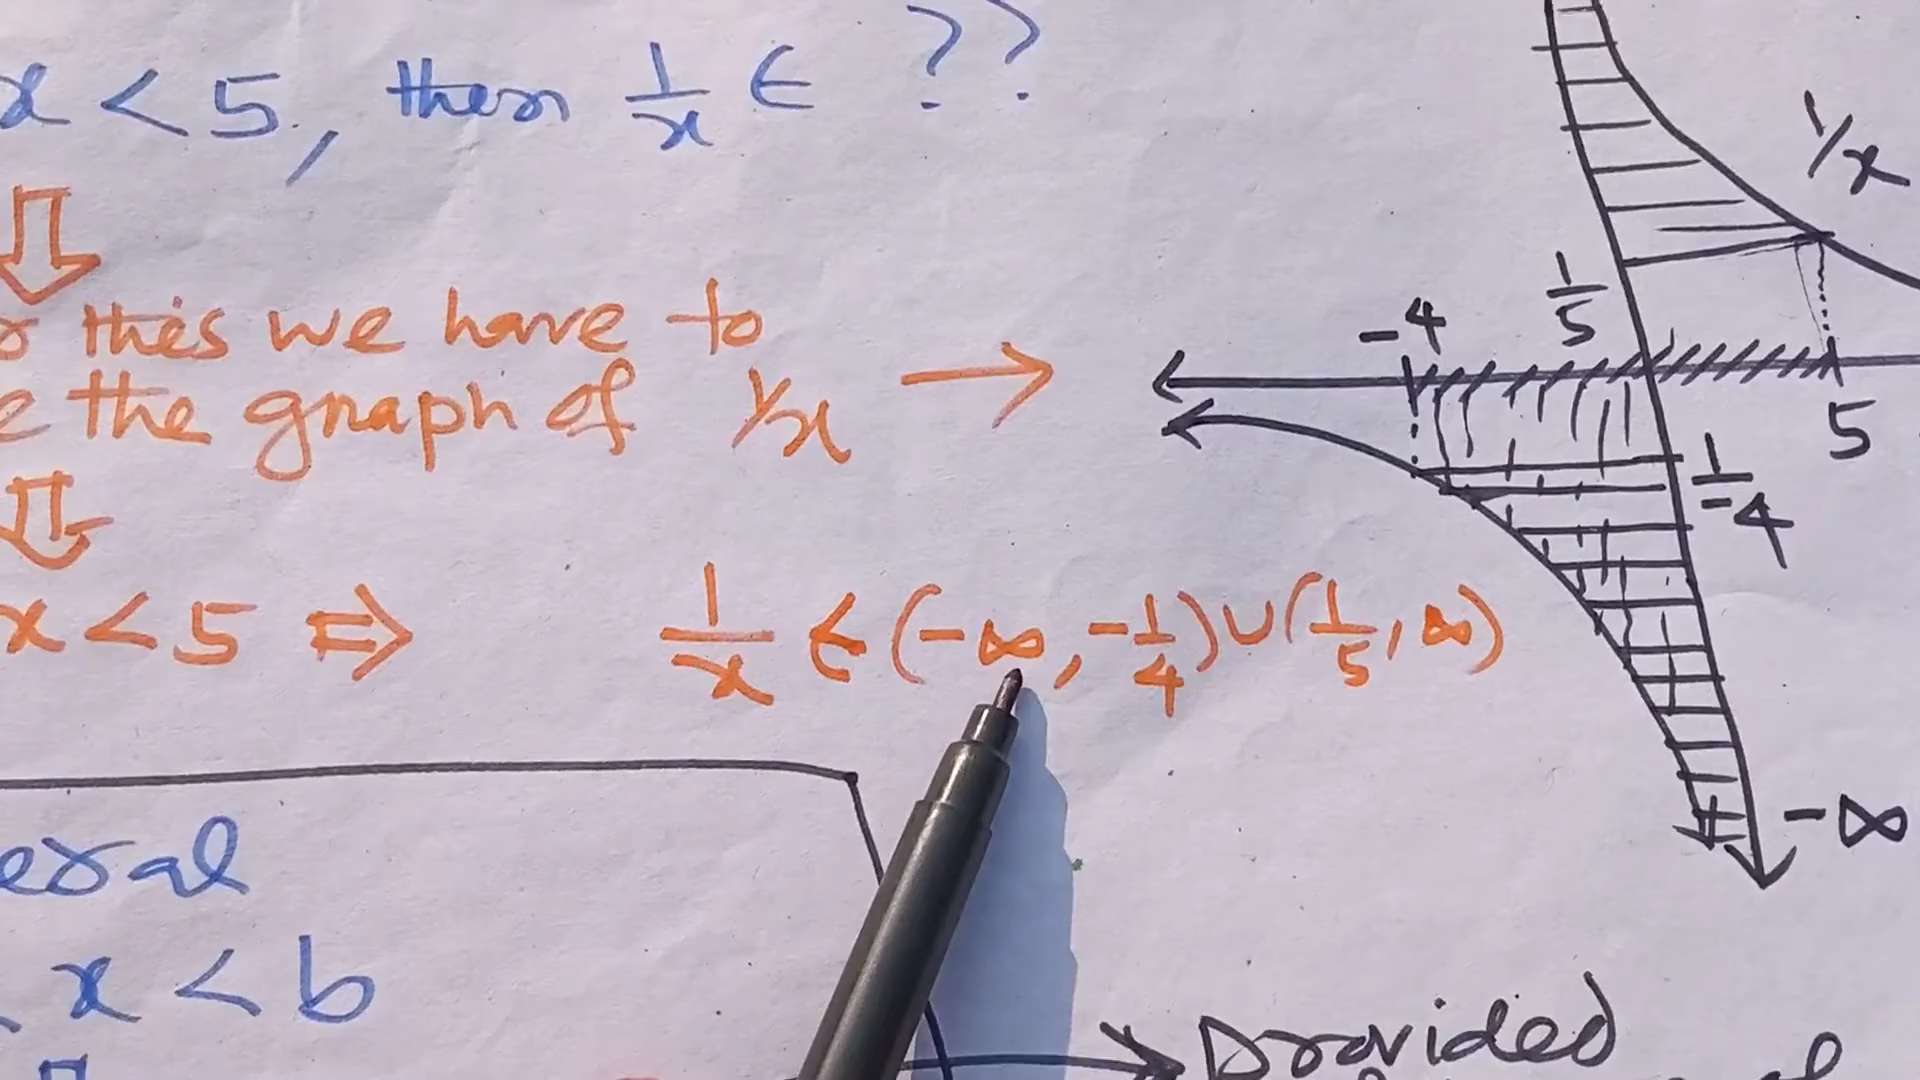 x < 5, then 1/x ∈ ??
1/x
this we have to
the graph of 1/x
-4
1/5
5
1/-4
x < 5 ⇒ 1/x ∈ (-∞, -1/4) ∪ (1/5, ∞)
-∞
eral
x < b
provided